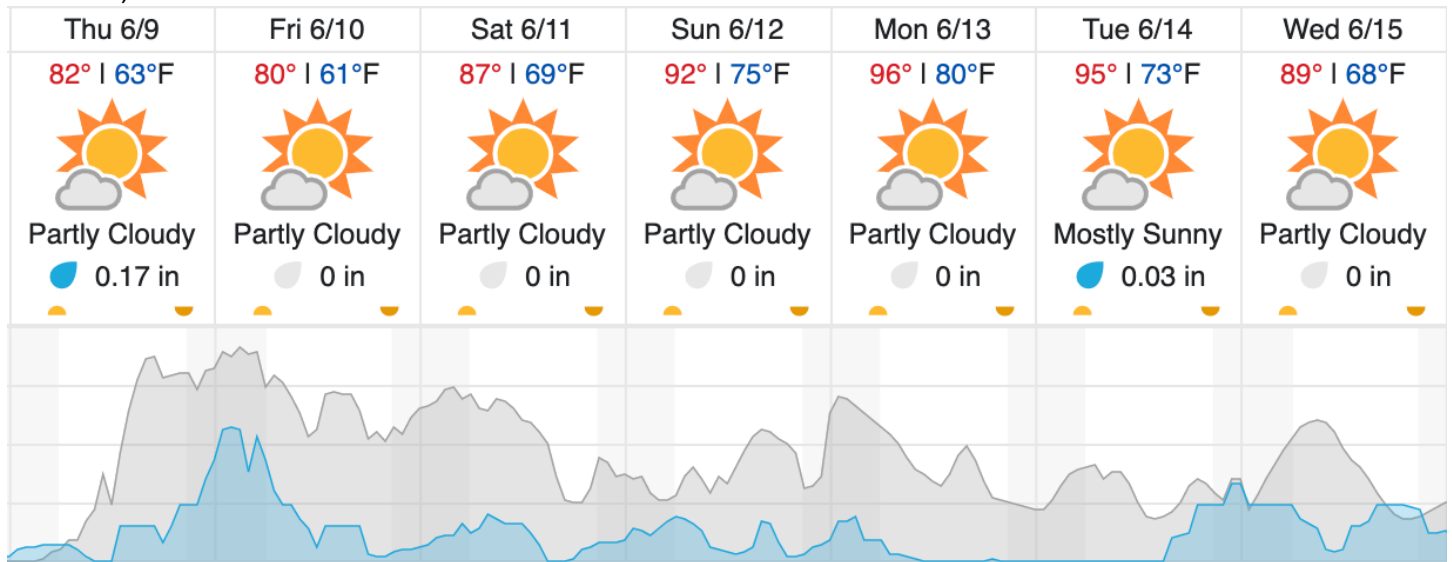 Thu 6/9 Fri 6/10 Sat 6/11 Sun 6/12 Mon 6/13 Tue 6/14 Wed 6/15
82° | 63°F 80° | 61°F 87° | 69°F 92° | 75°F 96° | 80°F 95° | 73°F 89° | 68°F
Partly Cloudy Partly Cloudy Partly Cloudy Partly Cloudy Partly Cloudy Mostly Sunny Partly Cloudy
0.17 in 0 in 0 in 0 in 0 in 0.03 in 0 in